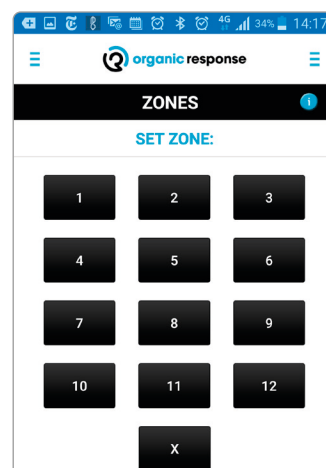 4G 34% 14:17
organic response
ZONES i
SET ZONE:
1 2 3
4 5 6
7 8 9
10 11 12
X